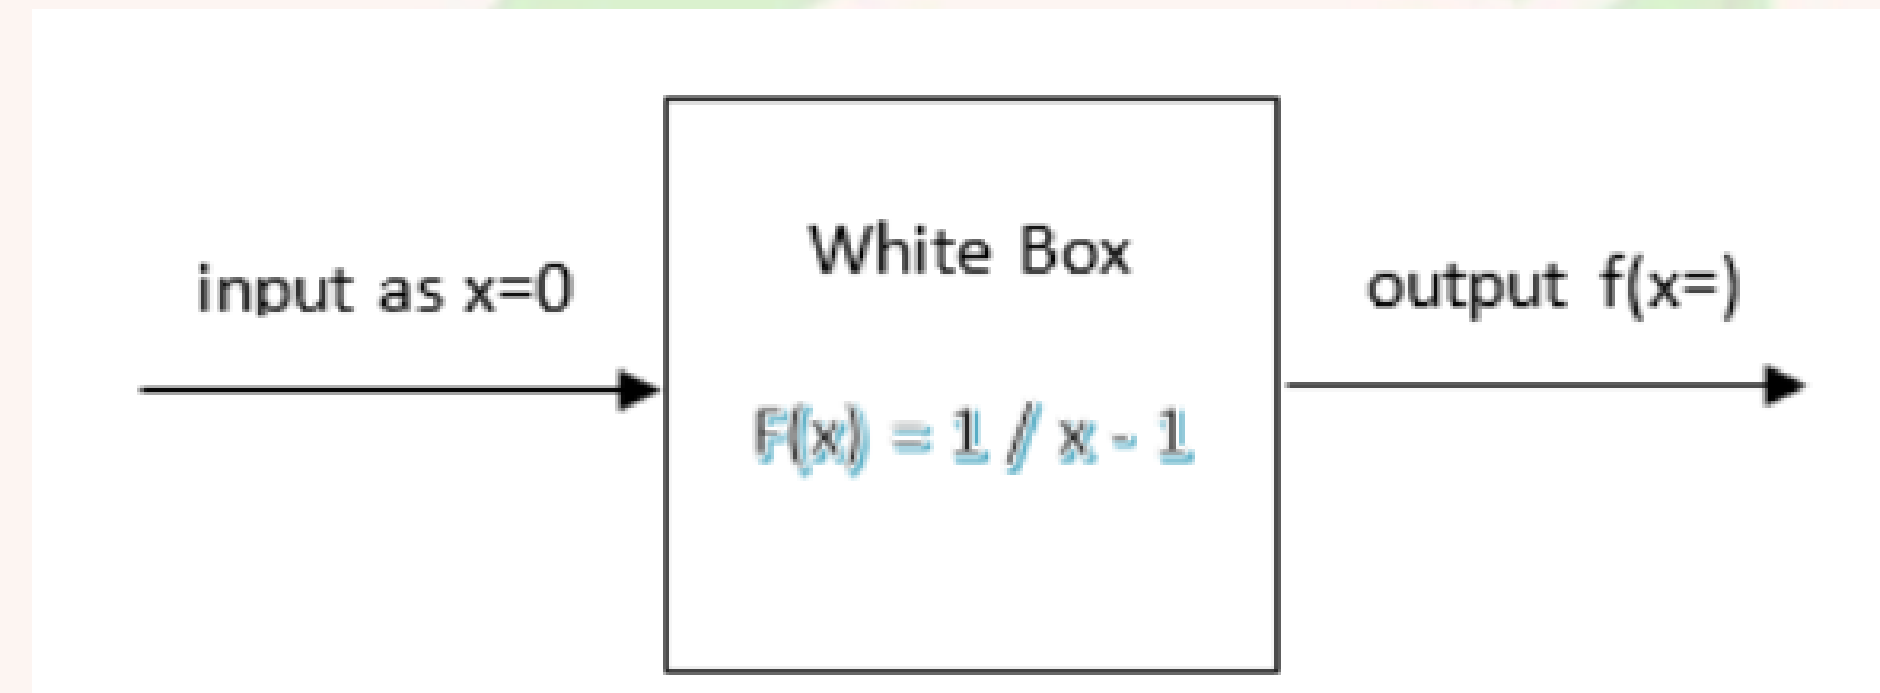 input as x=0
White Box
F(x) = 1 / x - 1
output f(x=)